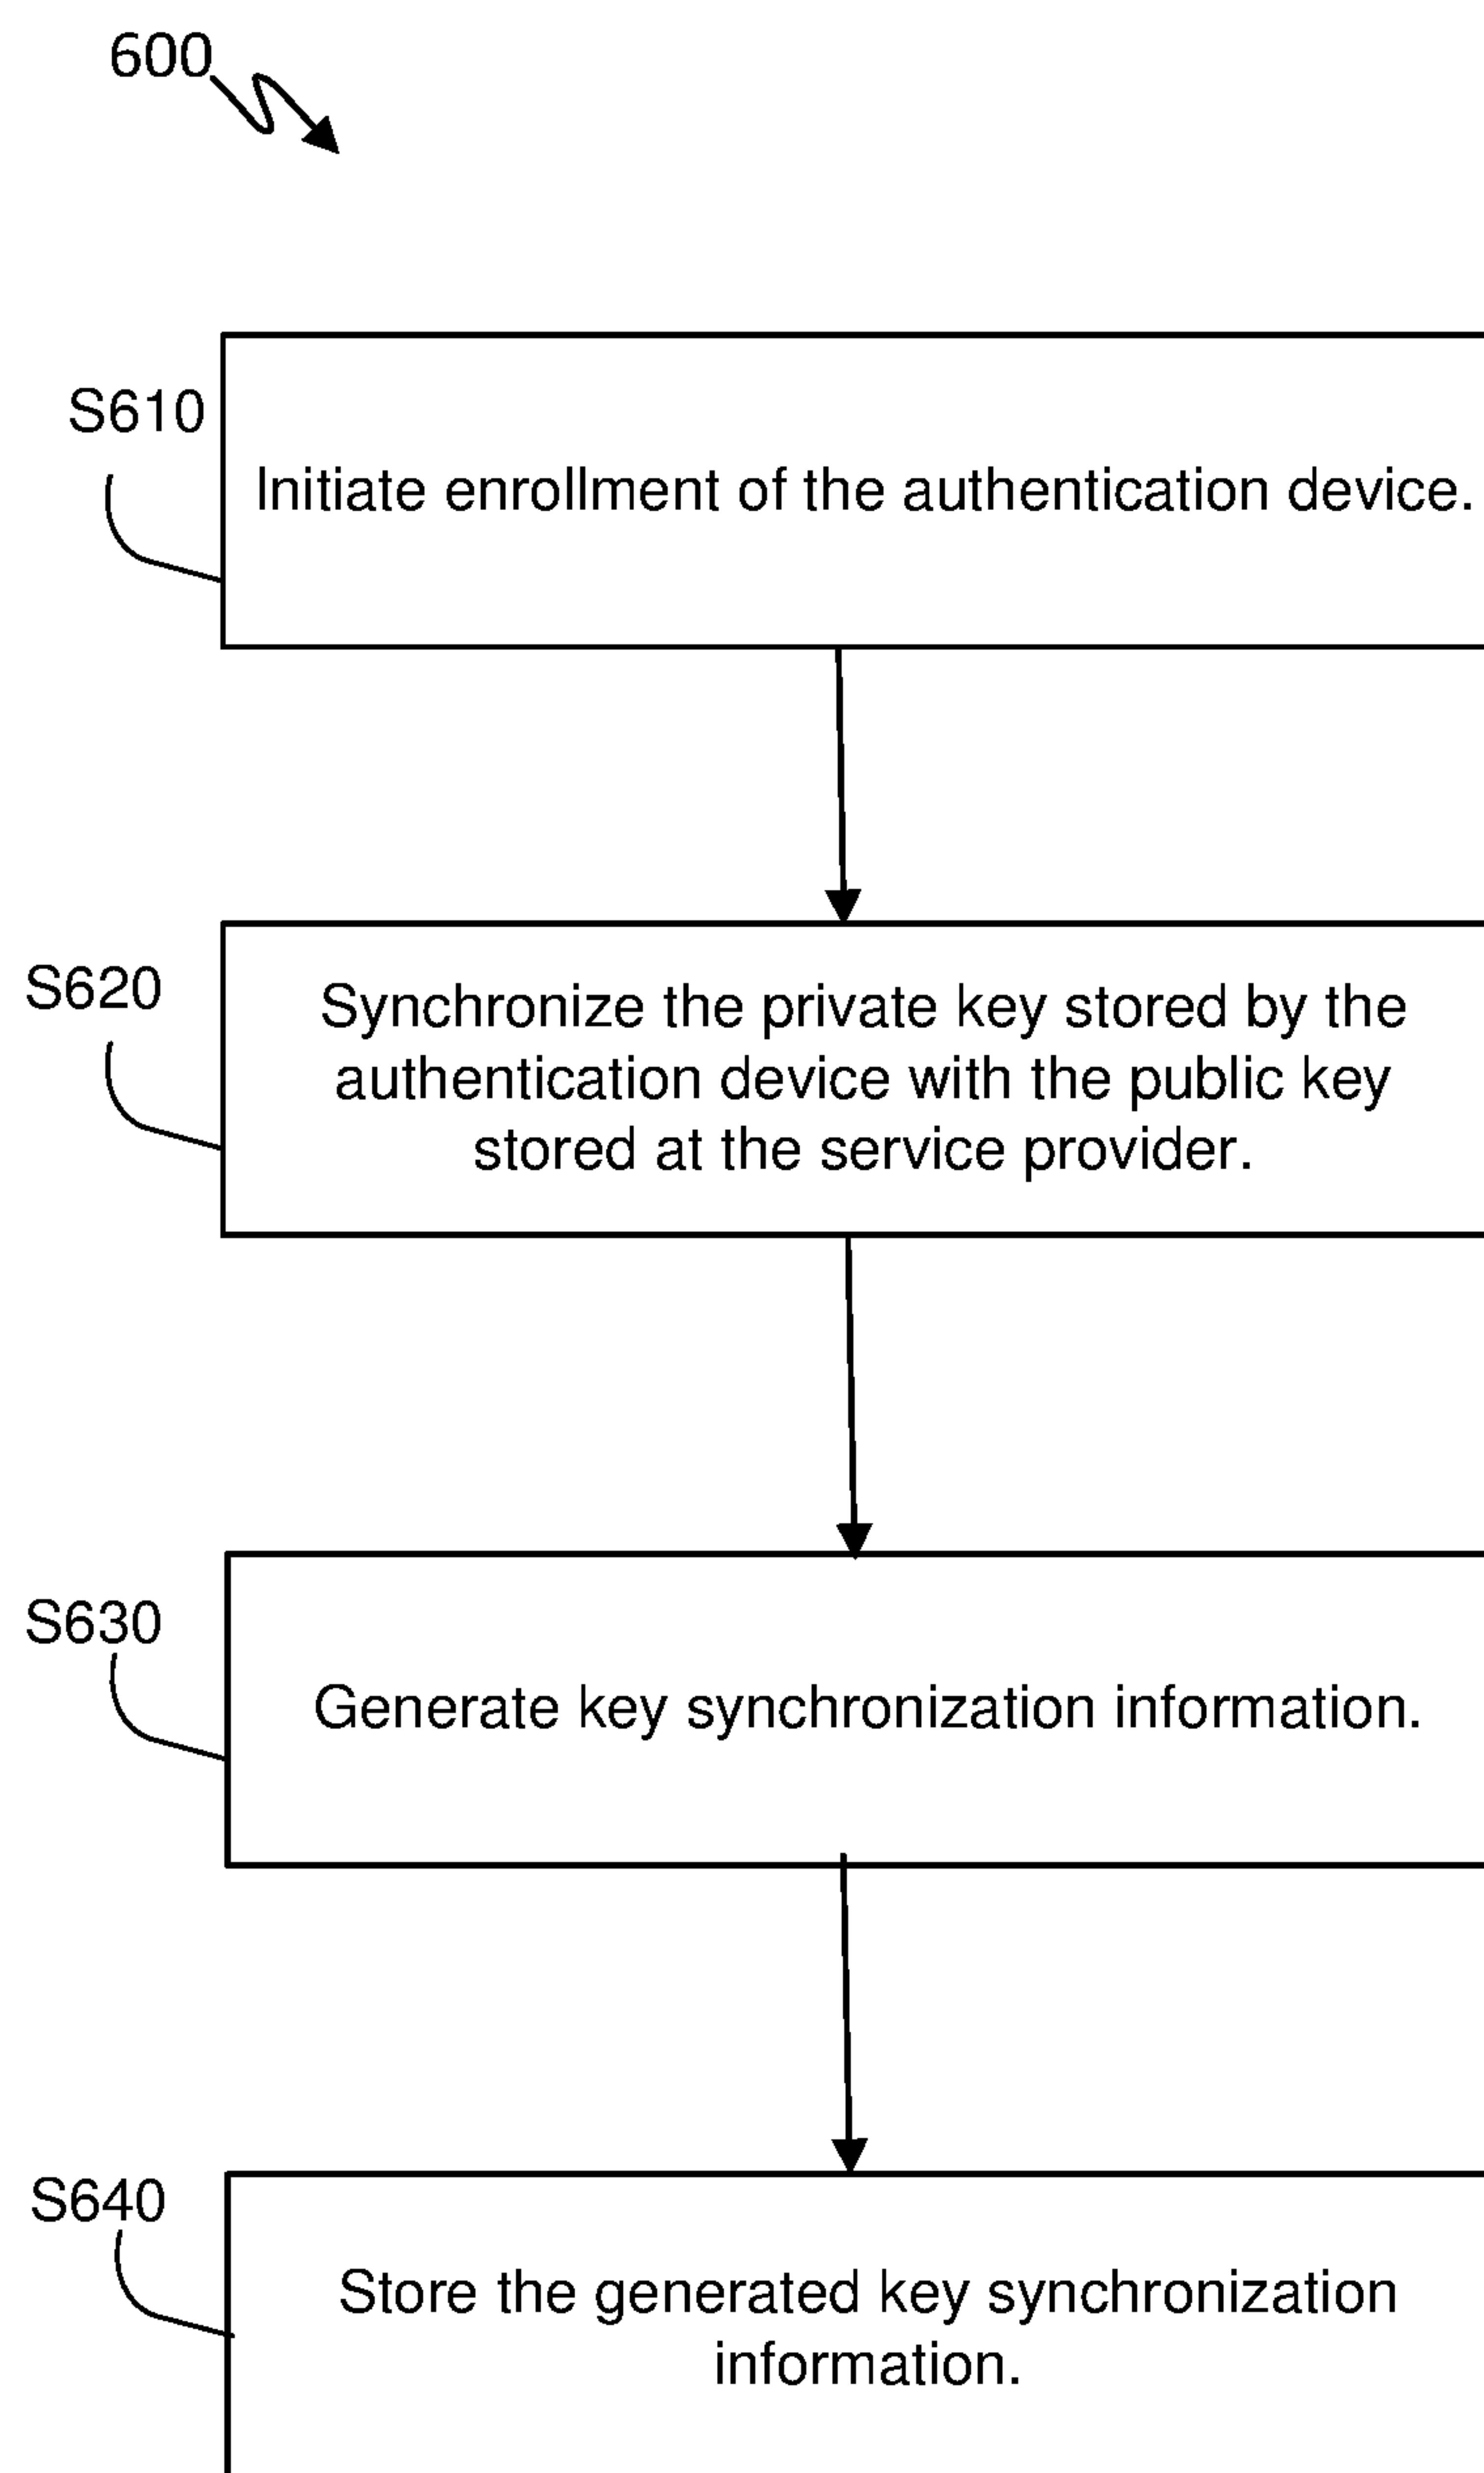 600
S610
Initiate enrollment of the authentication device.
S620
Synchronize the private key stored by the
authentication device with the public key
stored at the service provider.
S630
Generate key synchronization information.
S640
Store the generated key synchronization
information.